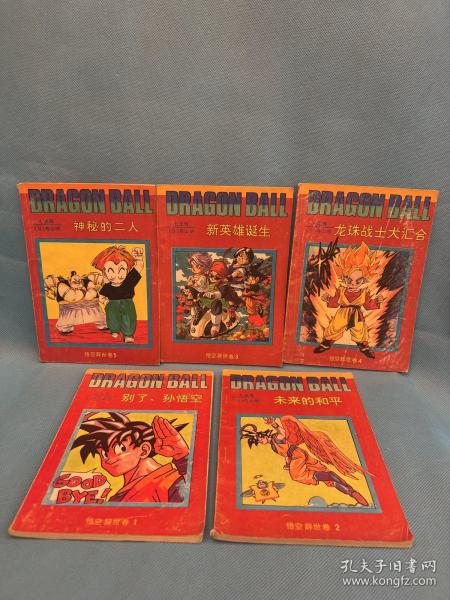 DRAGON BALL
神秘的二人
悟空辞世卷5
DRAGON BALL
新英雄诞生
悟空辞世卷3
DRAGON BALL
龙珠战士大汇合
悟空辞世卷4
DRAGON BALL
别了、孙悟空
GOOD
BYE!
悟空辞世卷1
DRAGON BALL
未来的和平
悟空辞世卷2
孔夫子旧书网
www.kongfz.com